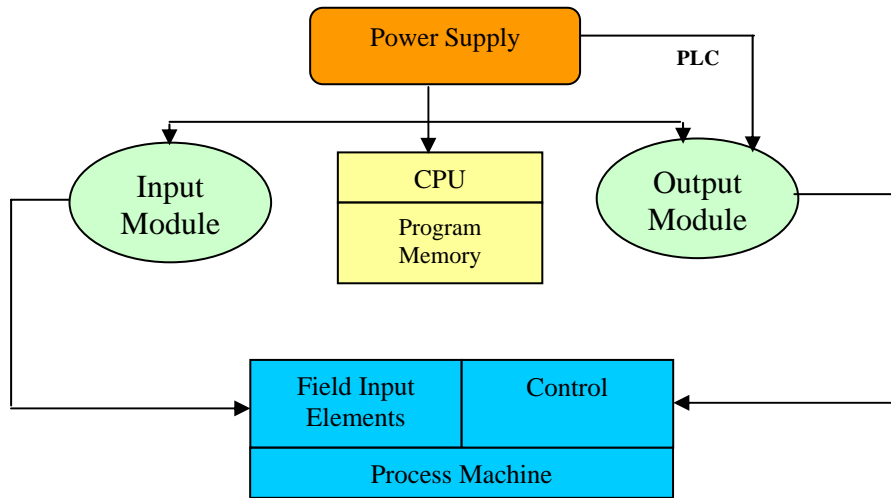 Power Supply
PLC
Input
Module
CPU
Program
Memory
Output
Module
Field Input
Elements
Control
Process Machine